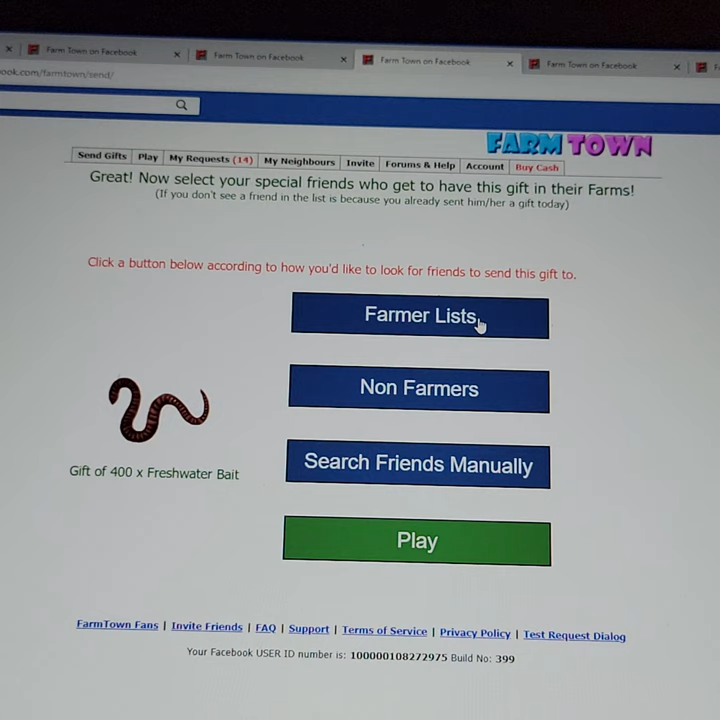 Farm Town on Facebook
Farm Town on Facebook
Farm Town on Facebook
Farm Town on Facebook
ook.com/farmtown/send/
FARM TOWN
Send Gifts Play My Requests (14) My Neighbours Invite Forums & Help Account Buy Cash
Great! Now select your special friends who get to have this gift in their Farms!
(If you don't see a friend in the list is because you already sent him/her a gift today)
Click a button below according to how you'd like to look for friends to send this gift to.
Farmer Lists
Non Farmers
Search Friends Manually
Gift of 400 x Freshwater Bait
Play
FarmTown Fans | Invite Friends | FAQ | Support | Terms of Service | Privacy Policy | Test Request Dialog
Your Facebook USER ID number is: 100000108272975 Build No: 399